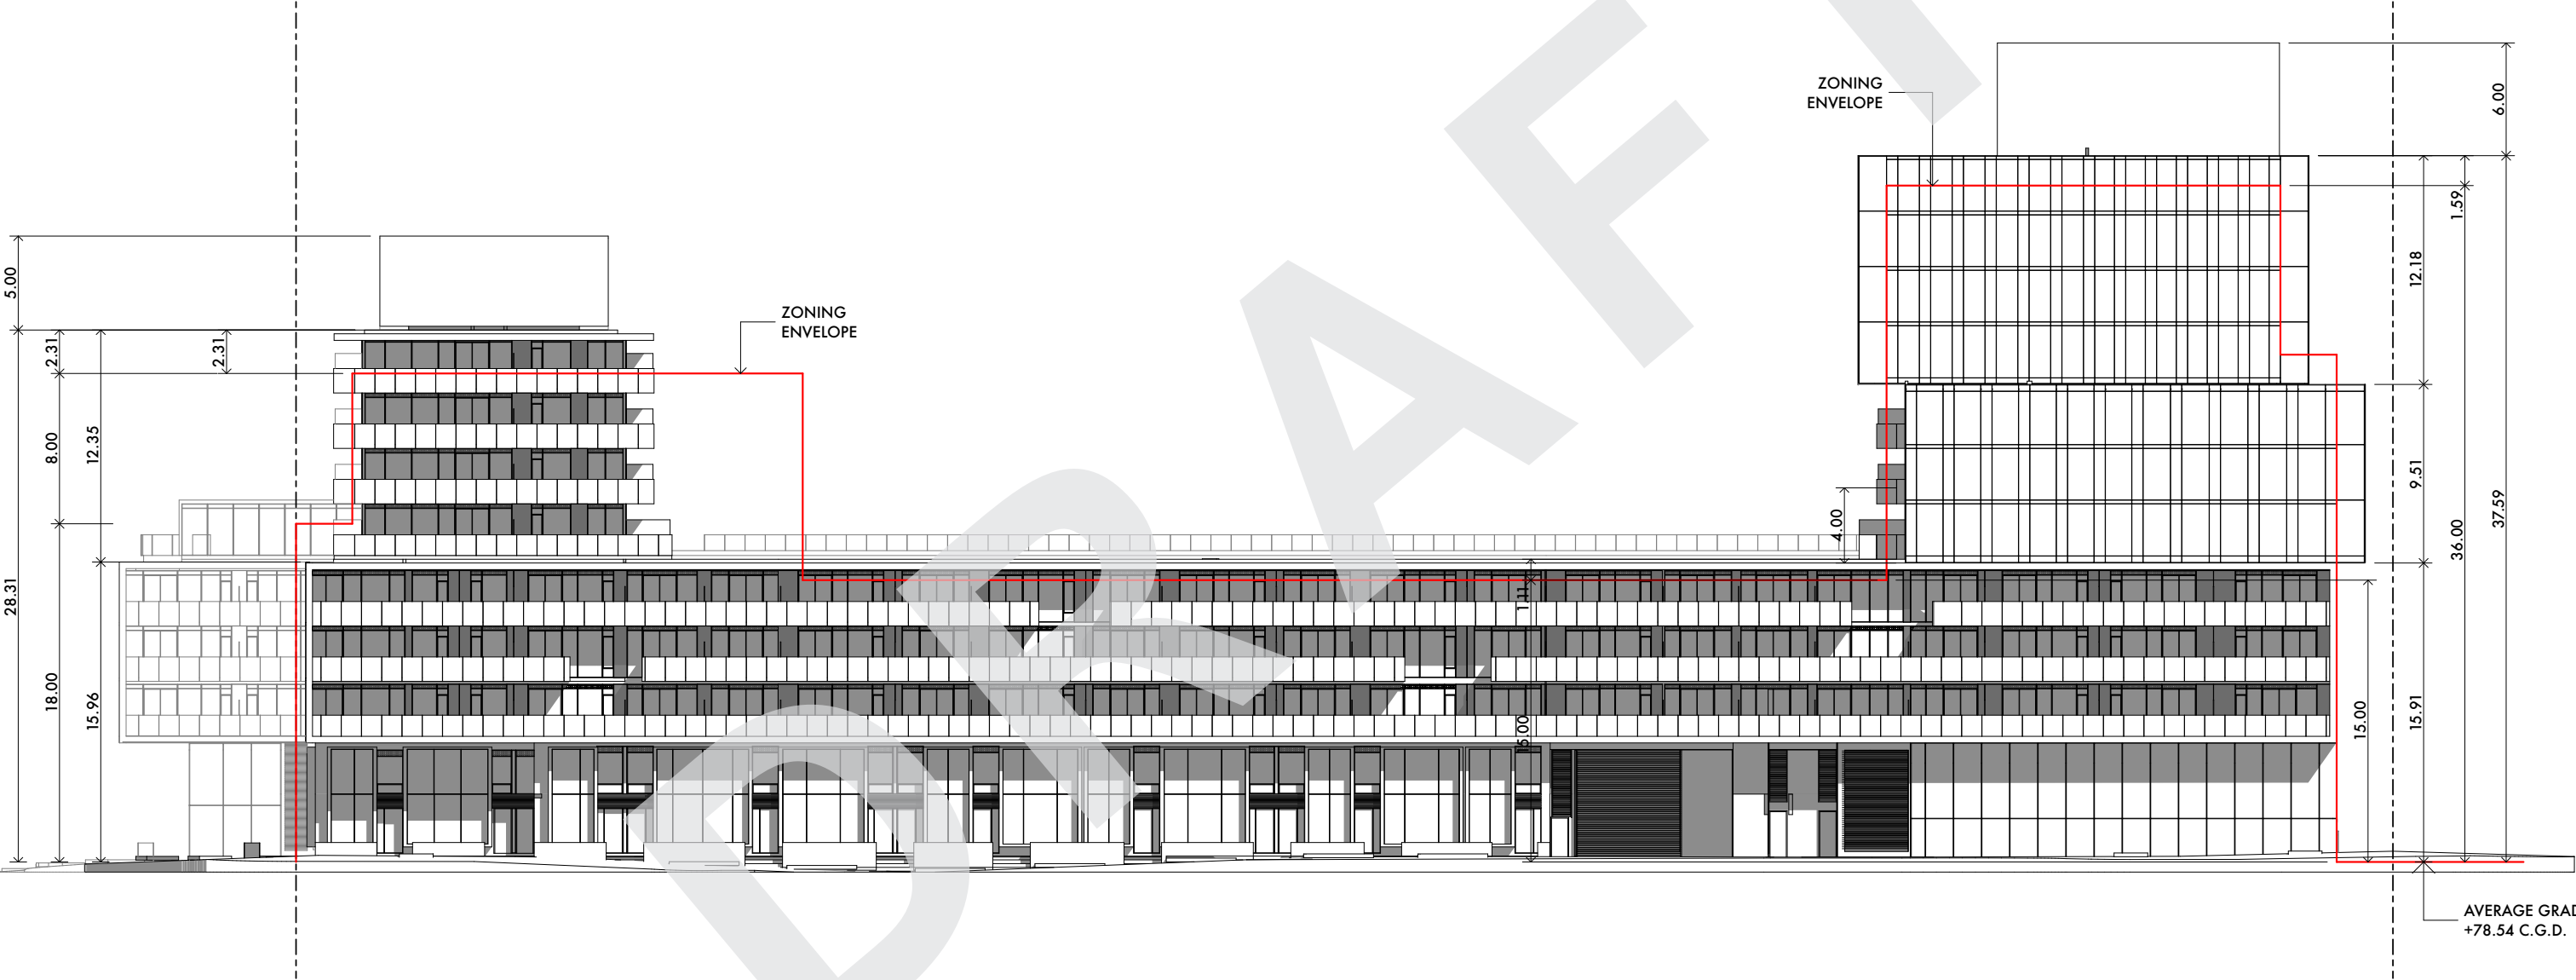 ZONING
ENVELOPE
6.00
1.59
5.00
12.18
2.31
2.31
ZONING
ENVELOPE
8.00
12.35
9.51
37.59
4.00
36.00
28.31
1.11
18.00
15.96
15.00
15.00
15.91
DRAFT
AVERAGE GRAD
+78.54 C.G.D.